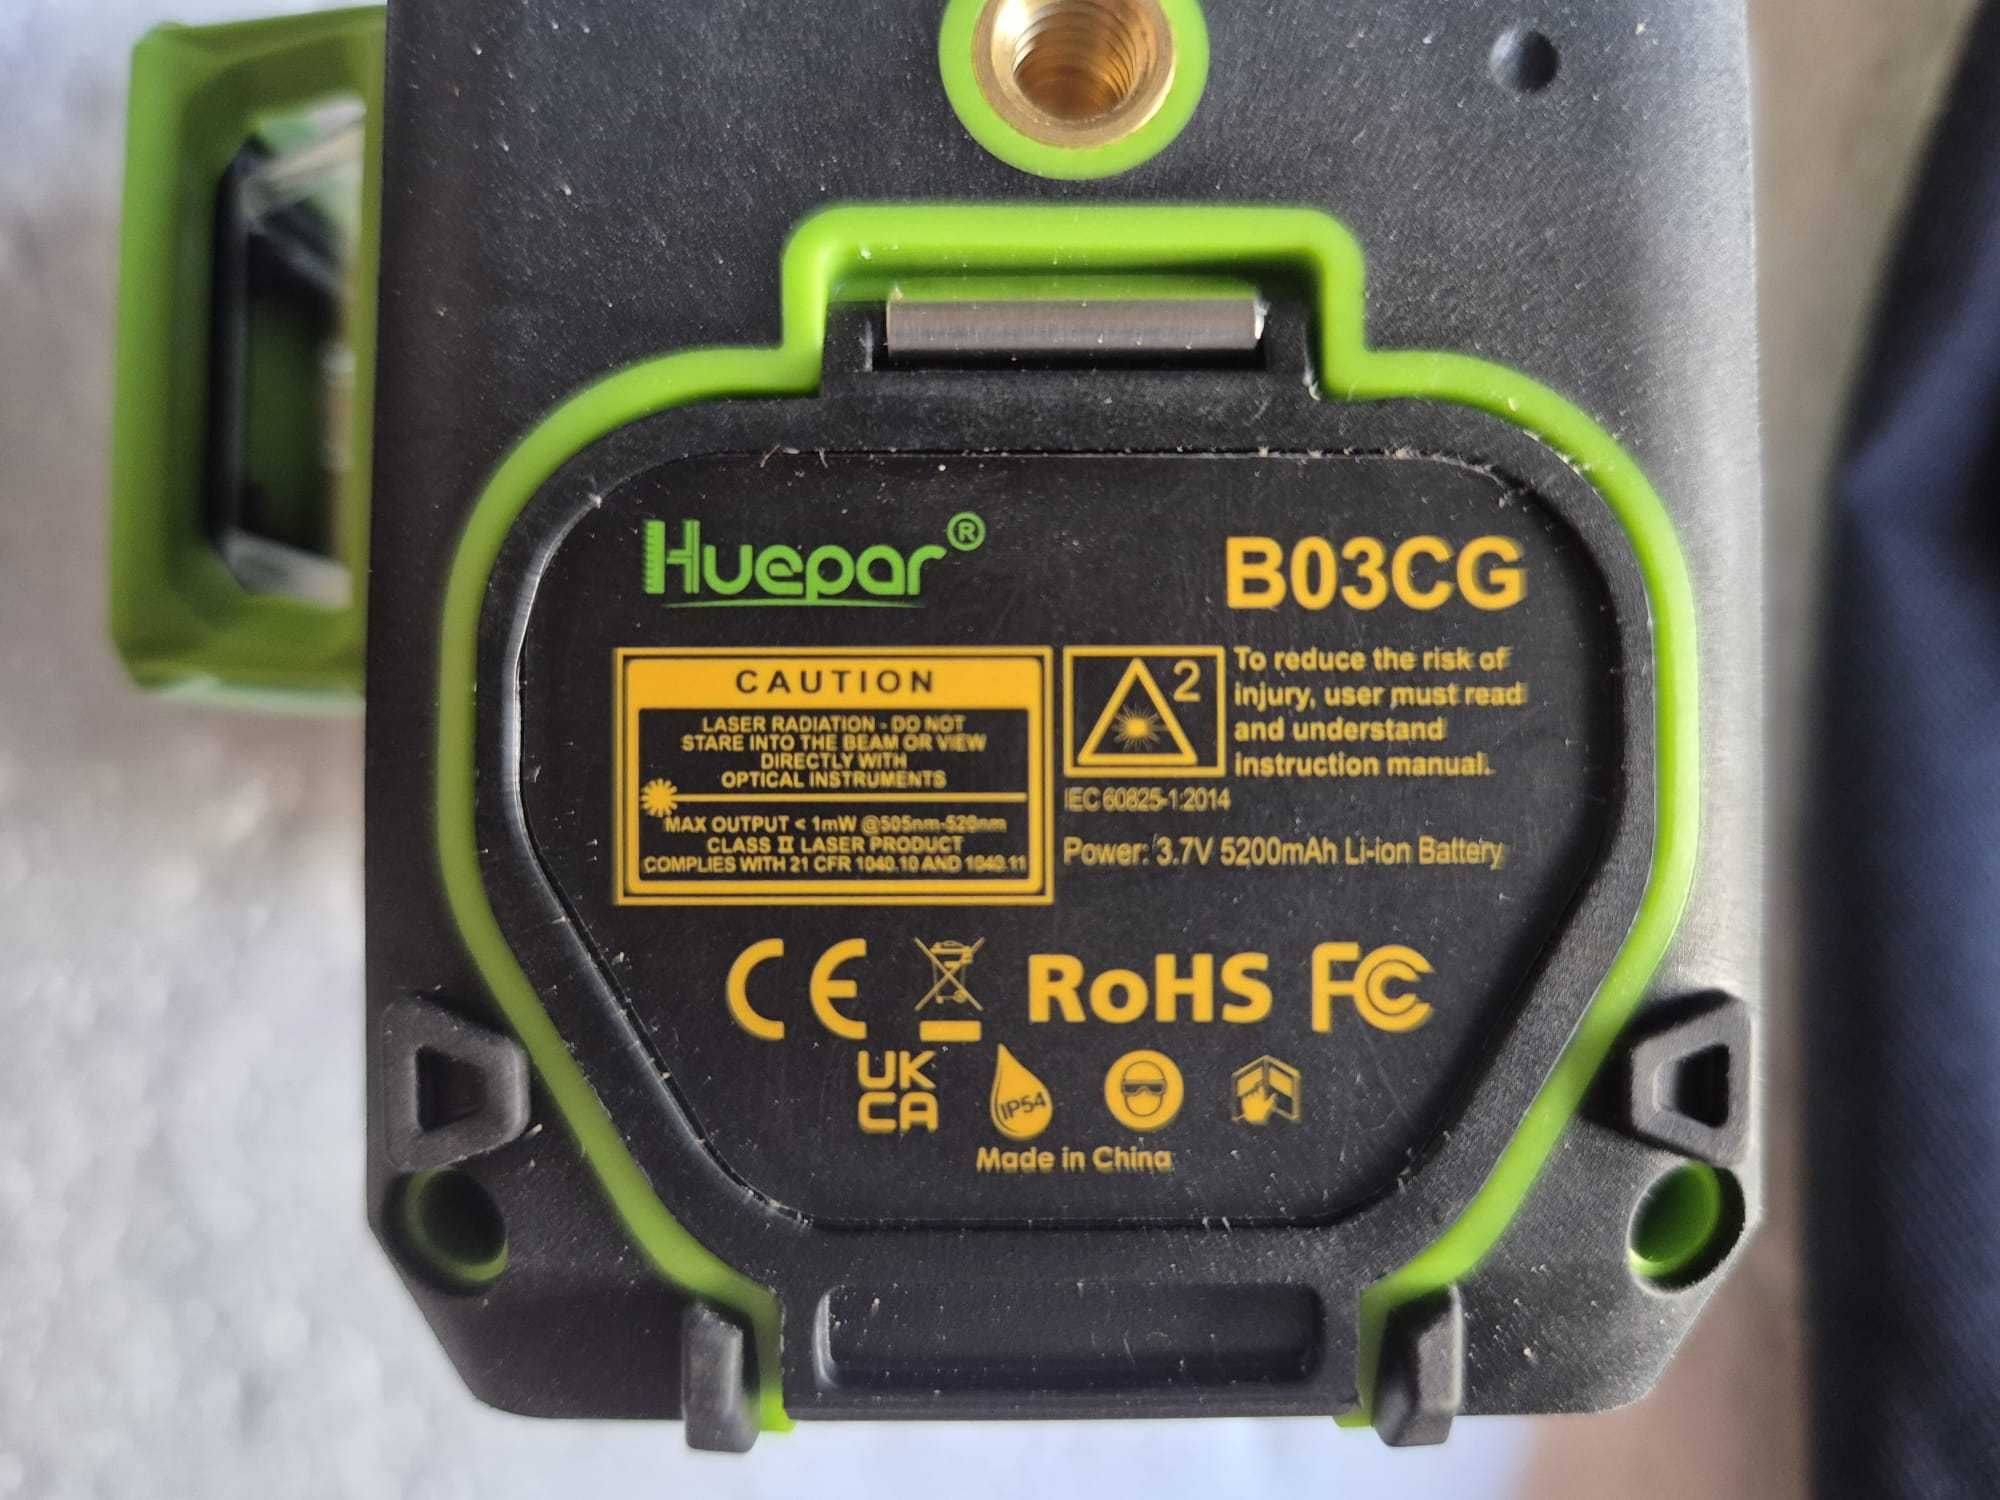 Huepar®
B03CG
CAUTION
LASER RADIATION - DO NOT
STARE INTO THE BEAM OR VIEW
DIRECTLY WITH
OPTICAL INSTRUMENTS
MAX OUTPUT < 1mW @505nm-520nm
CLASS II LASER PRODUCT
COMPLIES WITH 21 CFR 1040.10 AND 1040.11
2
To reduce the risk of
injury, user must read
and understand
instruction manual.
IEC 60825-1:2014
Power: 3.7V 5200mAh Li-ion Battery
CE
RoHS
FC
UK
CA
IP54
Made in China